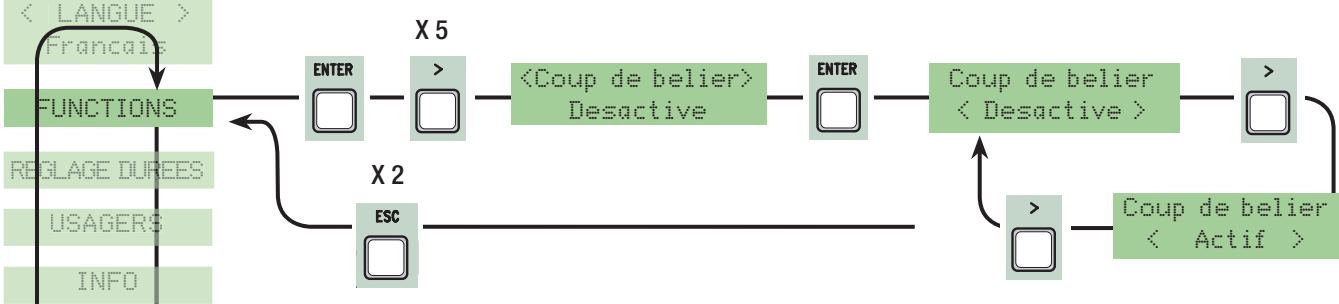 < LANGUE >
Francais
FUNCTIONS
REGLAGE DUREES
USAGERS
INFO
ENTER
X 5
>
<Coup de belier>
Desactive
ENTER
Coup de belier
< Desactive >
>
Coup de belier
< Actif >
>
X 2
ESC